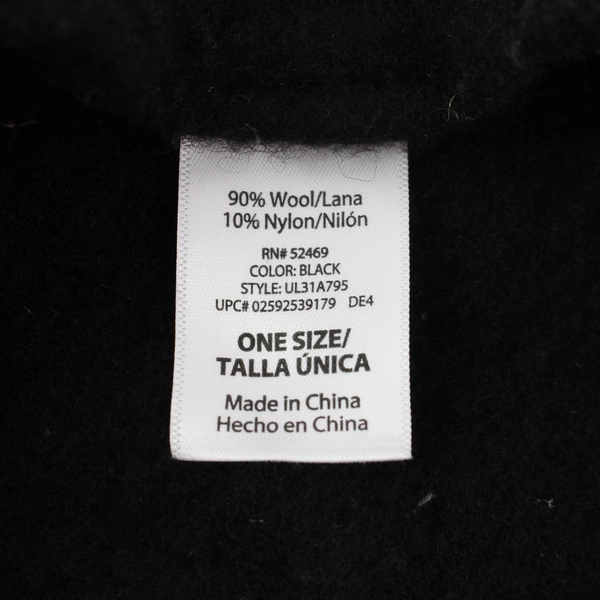 90% Wool/Lana
10% Nylon/Nilón
RN# 52469
COLOR: BLACK
STYLE: UL31A795
UPC# 02592539179 DE4
ONE SIZE/
TALLA ÚNICA
Made in China
Hecho en China